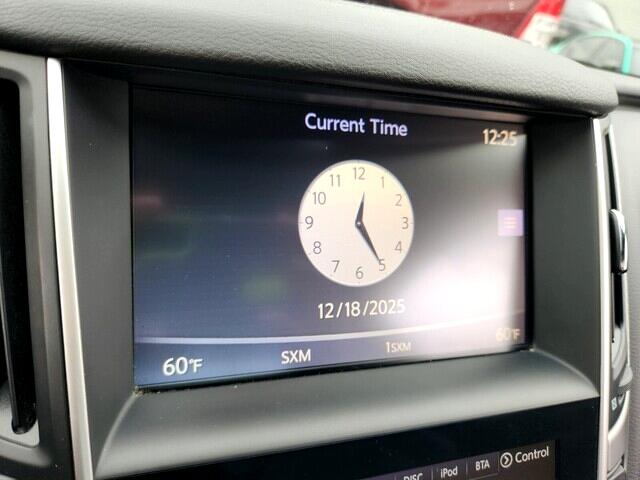 Current Time
12:25
12
1
2
3
4
5
6
7
8
9
10
11
12/18/2025
60°F
SXM
1SXM
60°F
DISC
iPod
BTA
Control